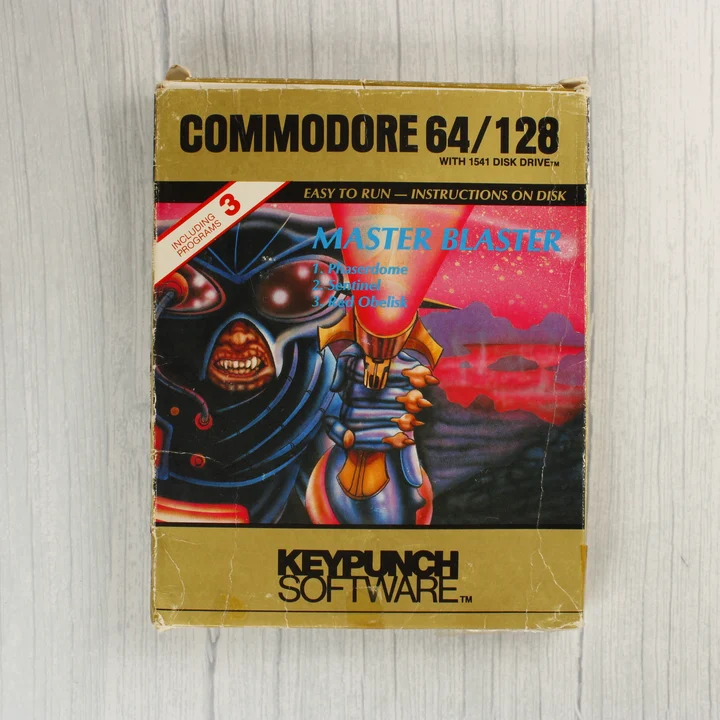 COMMODORE 64/128
WITH 1541 DISK DRIVE™
EASY TO RUN — INSTRUCTIONS ON DISK
INCLUDING 3
PROGRAMS
MASTER BLASTER
1. Phaserdome
2. Sentinel
3. Red Obelisk
KEYPUNCH
SOFTWARE™